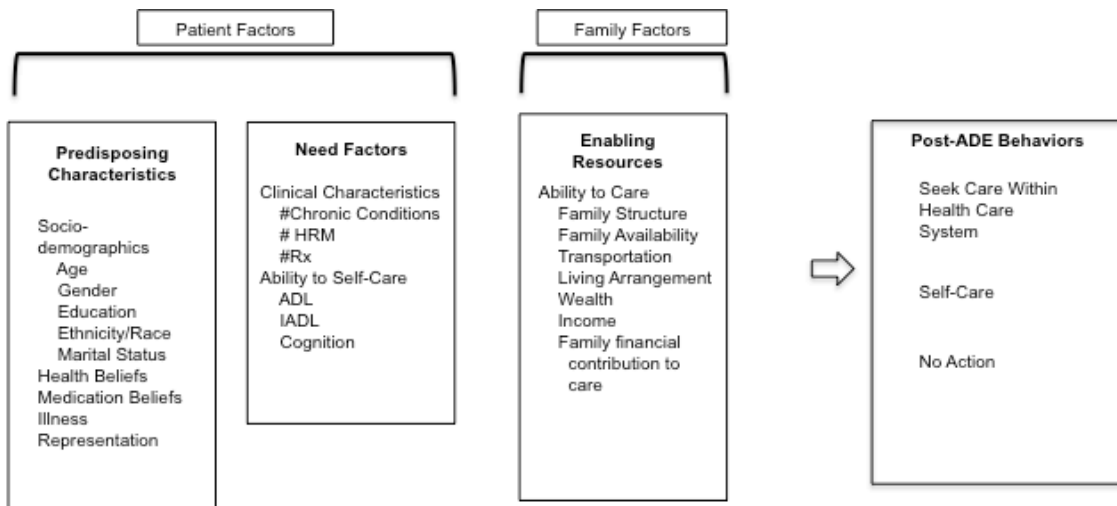 Patient Factors
Family Factors
Predisposing
Characteristics
Socio-
demographics
Age
Gender
Education
Ethnicity/Race
Marital Status
Health Beliefs
Medication Beliefs
Illness
Representation
Need Factors
Clinical Characteristics
#Chronic Conditions
# HRM
#Rx
Ability to Self-Care
ADL
IADL
Cognition
Enabling
Resources
Ability to Care
Family Structure
Family Availability
Transportation
Living Arrangement
Wealth
Income
Family financial
contribution to
care
Post-ADE Behaviors
Seek Care Within
Health Care
System
Self-Care
No Action